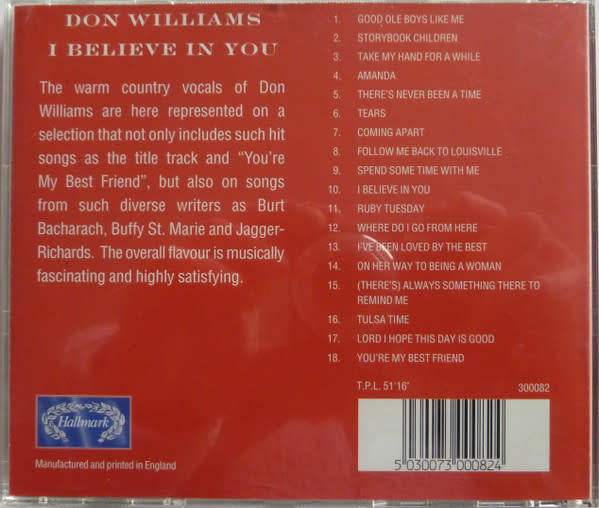 DON WILLIAMS
I BELIEVE IN YOU
The warm country vocals of Don
Williams are here represented on a
selection that not only includes such hit
songs as the title track and “You’re
My Best Friend”, but also on songs
from such diverse writers as Burt
Bacharach, Buffy St. Marie and Jagger-
Richards. The overall flavour is musically
fascinating and highly satisfying.
1. GOOD OLE BOYS LIKE ME
2. STORYBOOK CHILDREN
3. TAKE MY HAND FOR A WHILE
4. AMANDA
5. THERE'S NEVER BEEN A TIME
6. TEARS
7. COMING APART
8. FOLLOW ME BACK TO LOUISVILLE
9. SPEND SOME TIME WITH ME
10. I BELIEVE IN YOU
11. RUBY TUESDAY
12. WHERE DO I GO FROM HERE
13. I'VE BEEN LOVED BY THE BEST
14. ON HER WAY TO BEING A WOMAN
15. (THERE'S) ALWAYS SOMETHING THERE TO
REMIND ME
16. TULSA TIME
17. LORD I HOPE THIS DAY IS GOOD
18. YOU'RE MY BEST FRIEND
T.P.L. 51'16"
300082
5 030073 000824
Hallmark
Manufactured and printed in England